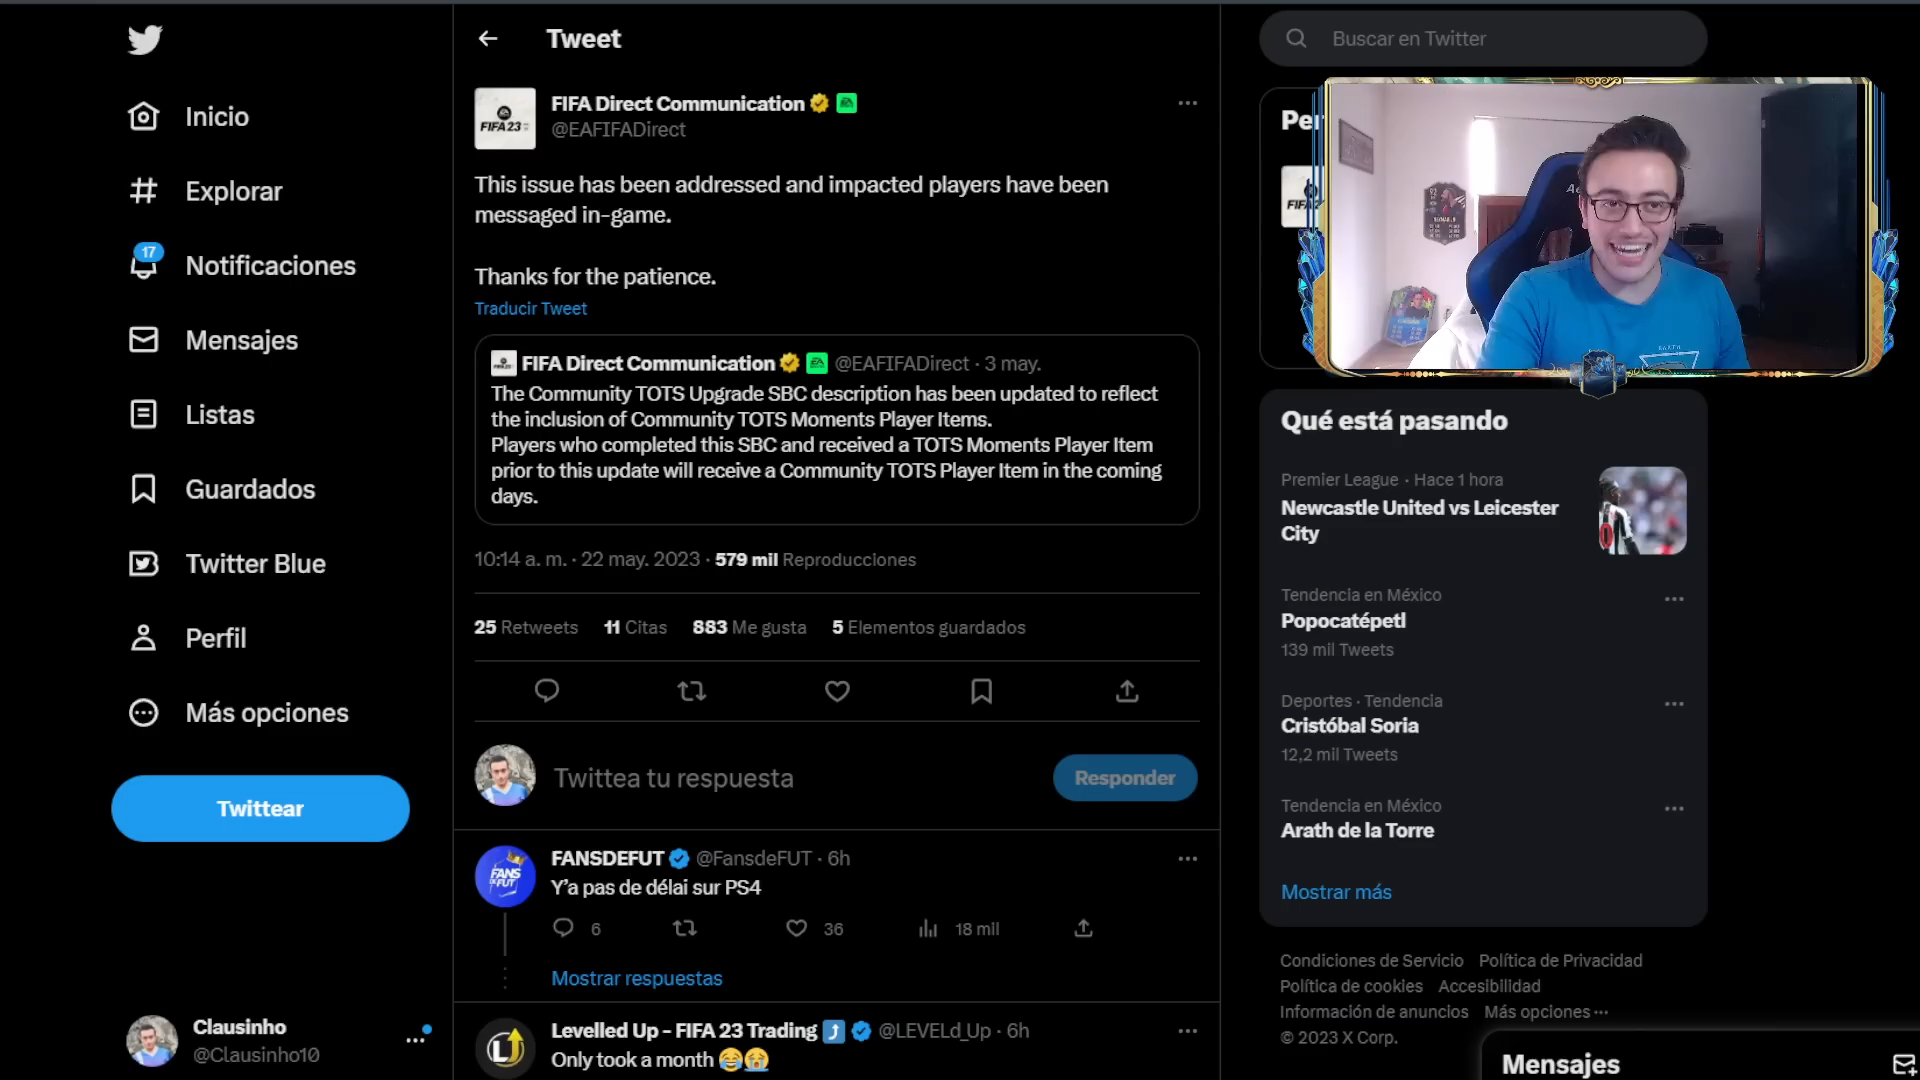 Inicio
Explorar
17
Notificaciones
Mensajes
Listas
Guardados
Twitter Blue
Perfil
Más opciones
Twittear
Clausinho
@Clausinho10
Tweet
FIFA 23
FIFA Direct Communication
@EAFIFADirect
This issue has been addressed and impacted players have been
messaged in-game.
Thanks for the patience.
Traducir Tweet
FIFA Direct Communication @EAFIFADirect · 3 may.
The Community TOTS Upgrade SBC description has been updated to reflect
the inclusion of Community TOTS Moments Player Items.
Players who completed this SBC and received a TOTS Moments Player Item
prior to this update will receive a Community TOTS Player Item in the coming
days.
10:14 a. m. · 22 may. 2023 · 579 mil Reproducciones
25 Retweets 11 Citas 883 Me gusta 5 Elementos guardados
Twittea tu respuesta
Responder
FANS DE FUT
FANSDEFUT @FansdeFUT · 6h
Y'a pas de délai sur PS4
6 36 18 mil
Mostrar respuestas
Levelled Up - FIFA 23 Trading @LEVELd_Up · 6h
Only took a month 😂😭
Buscar en Twitter
Qué está pasando
Premier League · Hace 1 hora
Newcastle United vs Leicester
City
Tendencia en México
Popocatépetl
139 mil Tweets
Deportes · Tendencia
Cristóbal Soria
12,2 mil Tweets
Tendencia en México
Arath de la Torre
Mostrar más
Condiciones de Servicio Política de Privacidad
Política de cookies Accesibilidad
Información de anuncios Más opciones ···
© 2023 X Corp.
Mensajes